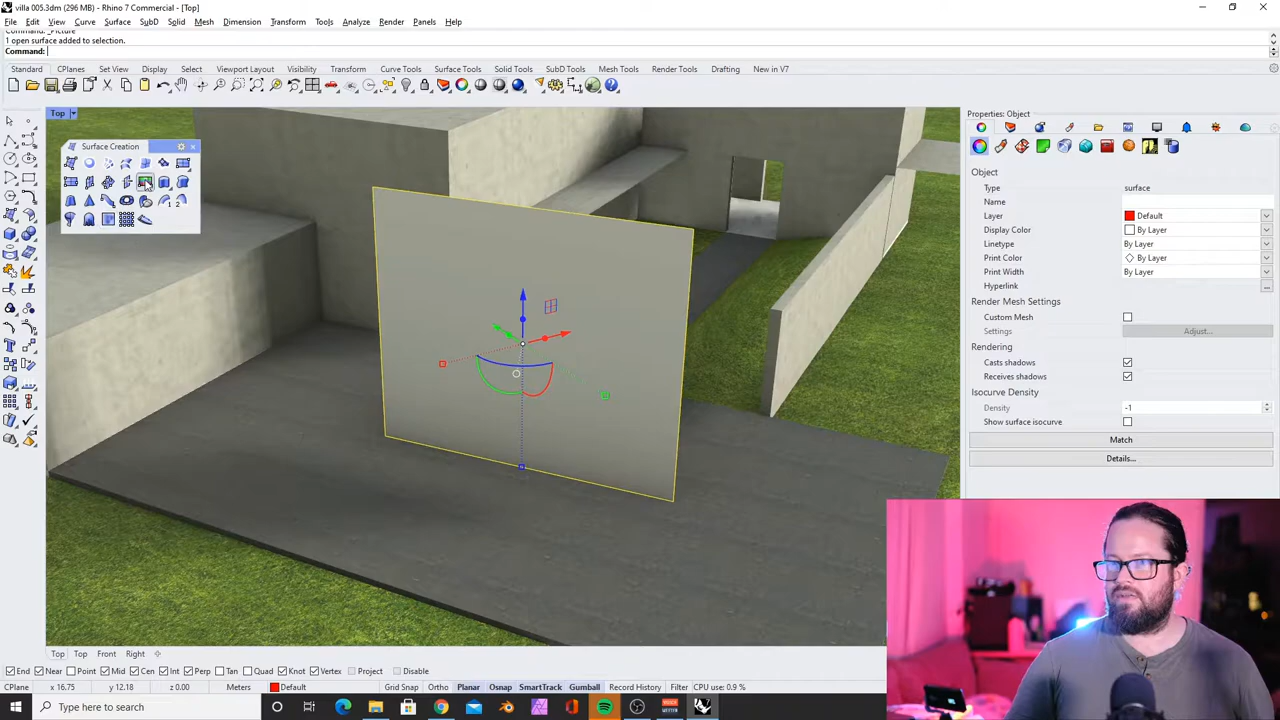 villa 005.3dm (296 MB) - Rhino 7 Commercial - [Top]
File Edit View Curve Surface SubD Solid Mesh Dimension Transform Tools Analyze Render Panels Help
Command: _Picture
1 open surface added to selection.
Command:
Standard CPlanes Set View Display Select Viewport Layout Visibility Transform Curve Tools Surface Tools Solid Tools SubD Tools Mesh Tools Render Tools Drafting New in V7
Top
Properties: Object
Surface Creation
Object
Type surface
Name
Layer Default
Display Color By Layer
Linetype By Layer
Print Color By Layer
Print Width By Layer
Hyperlink ...
Render Mesh Settings
Custom Mesh
Settings Adjust...
Rendering
Casts shadows
Receives shadows
Isocurve Density
Density -1
Show surface isocurve
Match
Details...
Top Top Front Right
End Near Point Mid Cen Int Perp Tan Quad Knot Vertex Project Disable
CPlane x 16.75 y 12.18 z 0.00 Meters Default Grid Snap Ortho Planar Osnap SmartTrack Gumball Record History Filter CPU use: 0.9 %
Type here to search